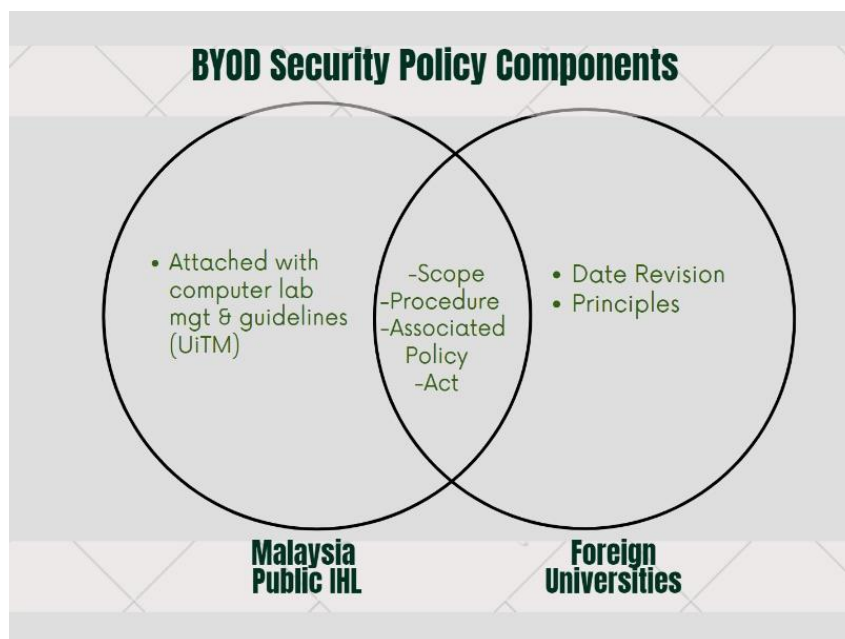 BYOD Security Policy Components
• Attached with
computer lab
mgt & guidelines
(UiTM)
-Scope
-Procedure
-Associated
Policy
-Act
• Date Revision
• Principles
Malaysia
Public IHL
Foreign
Universities